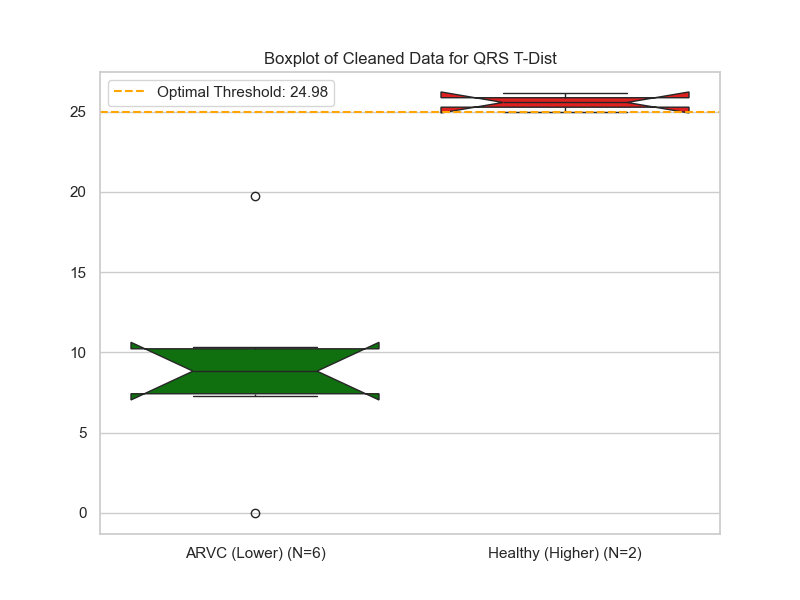 Boxplot of Cleaned Data for QRS T-Dist
Optimal Threshold: 24.98
25
20
15
10
5
0
ARVC (Lower) (N=6)
Healthy (Higher) (N=2)